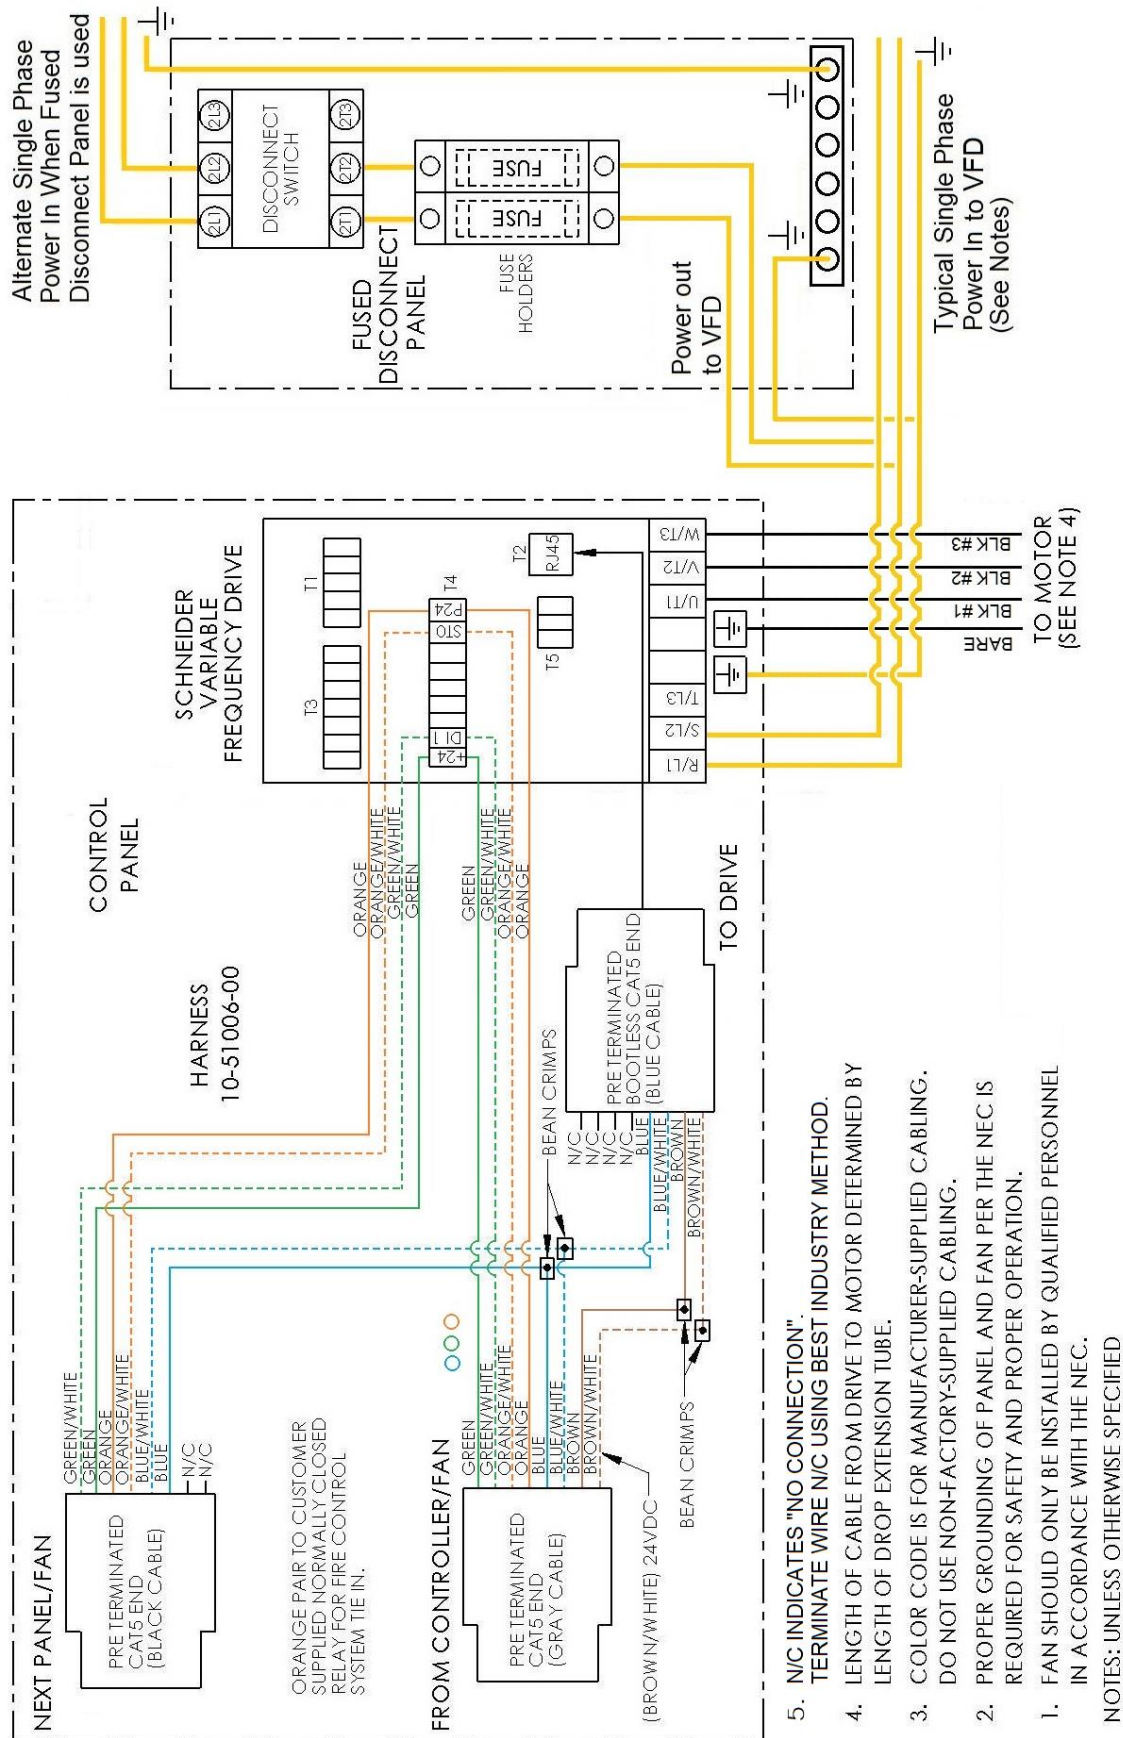 NEXT PANEL/FAN
PRE TERMINATED
CAT5 END
(BLACK CABLE)
GREEN/WHITE
GREEN
ORANGE
ORANGE/WHITE
BLUE/WHITE
BLUE
N/C
N/C
ORANGE PAIR TO CUSTOMER
SUPPLIED NORMALLY CLOSED
RELAY FOR FIRE CONTROL
SYSTEM TIE IN.
FROM CONTROLLER/FAN
PRE TERMINATED
CAT5 END
(GRAY CABLE)
GREEN
GREEN/WHITE
ORANGE/WHITE
ORANGE
BLUE
BLUE/WHITE
BROWN
BROWN/WHITE
(BROWN/WHITE) 24VDC
BEAN CRIMPS
HARNESS
10-51006-00
CONTROL
PANEL
BEAN CRIMPS
N/C
N/C
N/C
N/C
BLUE
BLUE/WHITE
BROWN
BROWN/WHITE
PRE TERMINATED
BOOTLESS CAT5 END
(BLUE CABLE)
TO DRIVE
ORANGE
ORANGE/WHITE
GREEN/WHITE
GREEN
GREEN
GREEN/WHITE
ORANGE/WHITE
ORANGE
SCHNEIDER
VARIABLE
FREQUENCY DRIVE
T3
T1
T4
+24
DI 1
STO
P24
T5
T2
RJ45
R/L1
S/L2
T/L3
U/T1
V/T2
W/T3
BARE
BLK #1
BLK #2
BLK #3
TO MOTOR
(SEE NOTE 4)
Alternate Single Phase
Power In When Fused
Disconnect Panel is used
2L1
2L2
2L3
DISCONNECT
SWITCH
2T1
2T2
2T3
FUSED
DISCONNECT
PANEL
FUSE
FUSE
FUSE
HOLDERS
Power out
to VFD
Typical Single Phase
Power In to VFD
(See Notes)
5. N/C INDICATES "NO CONNECTION".
TERMINATE WIRE N/C USING BEST INDUSTRY METHOD.
4. LENGTH OF CABLE FROM DRIVE TO MOTOR DETERMINED BY
LENGTH OF DROP EXTENSION TUBE.
3. COLOR CODE IS FOR MANUFACTURER-SUPPLIED CABLING.
DO NOT USE NON-FACTORY-SUPPLIED CABLING.
2. PROPER GROUNDING OF PANEL AND FAN PER THE NEC IS
REQUIRED FOR SAFETY AND PROPER OPERATION.
1. FAN SHOULD ONLY BE INSTALLED BY QUALIFIED PERSONNEL
IN ACCORDANCE WITH THE NEC.
NOTES: UNLESS OTHERWISE SPECIFIED